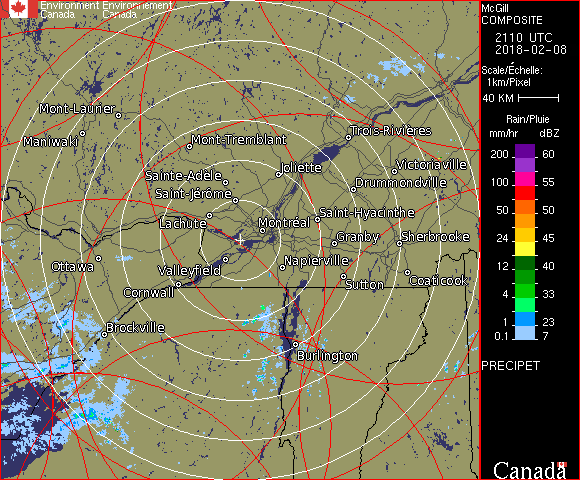 Environment Environnement
Canada Canada
McGill
COMPOSITE
2110 UTC
2018-02-08
Scale/Échelle:
1km/Pixel
40 KM
Rain/Pluie
mm/hr dBZ
200 60
100 55
50 50
24 45
12 40
4 33
1 23
0.1 7
PRECIPET
Canada
Mont-Laurier
Maniwaki
Mont-Tremblant
Trois-Rivières
Joliette
Victoriaville
Sainte-Adèle
Drummondville
Saint-Jérôme
Saint-Hyacinthe
Lachute
Montréal
Granby
Sherbrooke
Ottawa
Valleyfield
Napierville
Sutton
Coaticook
Cornwall
Brockville
Burlington